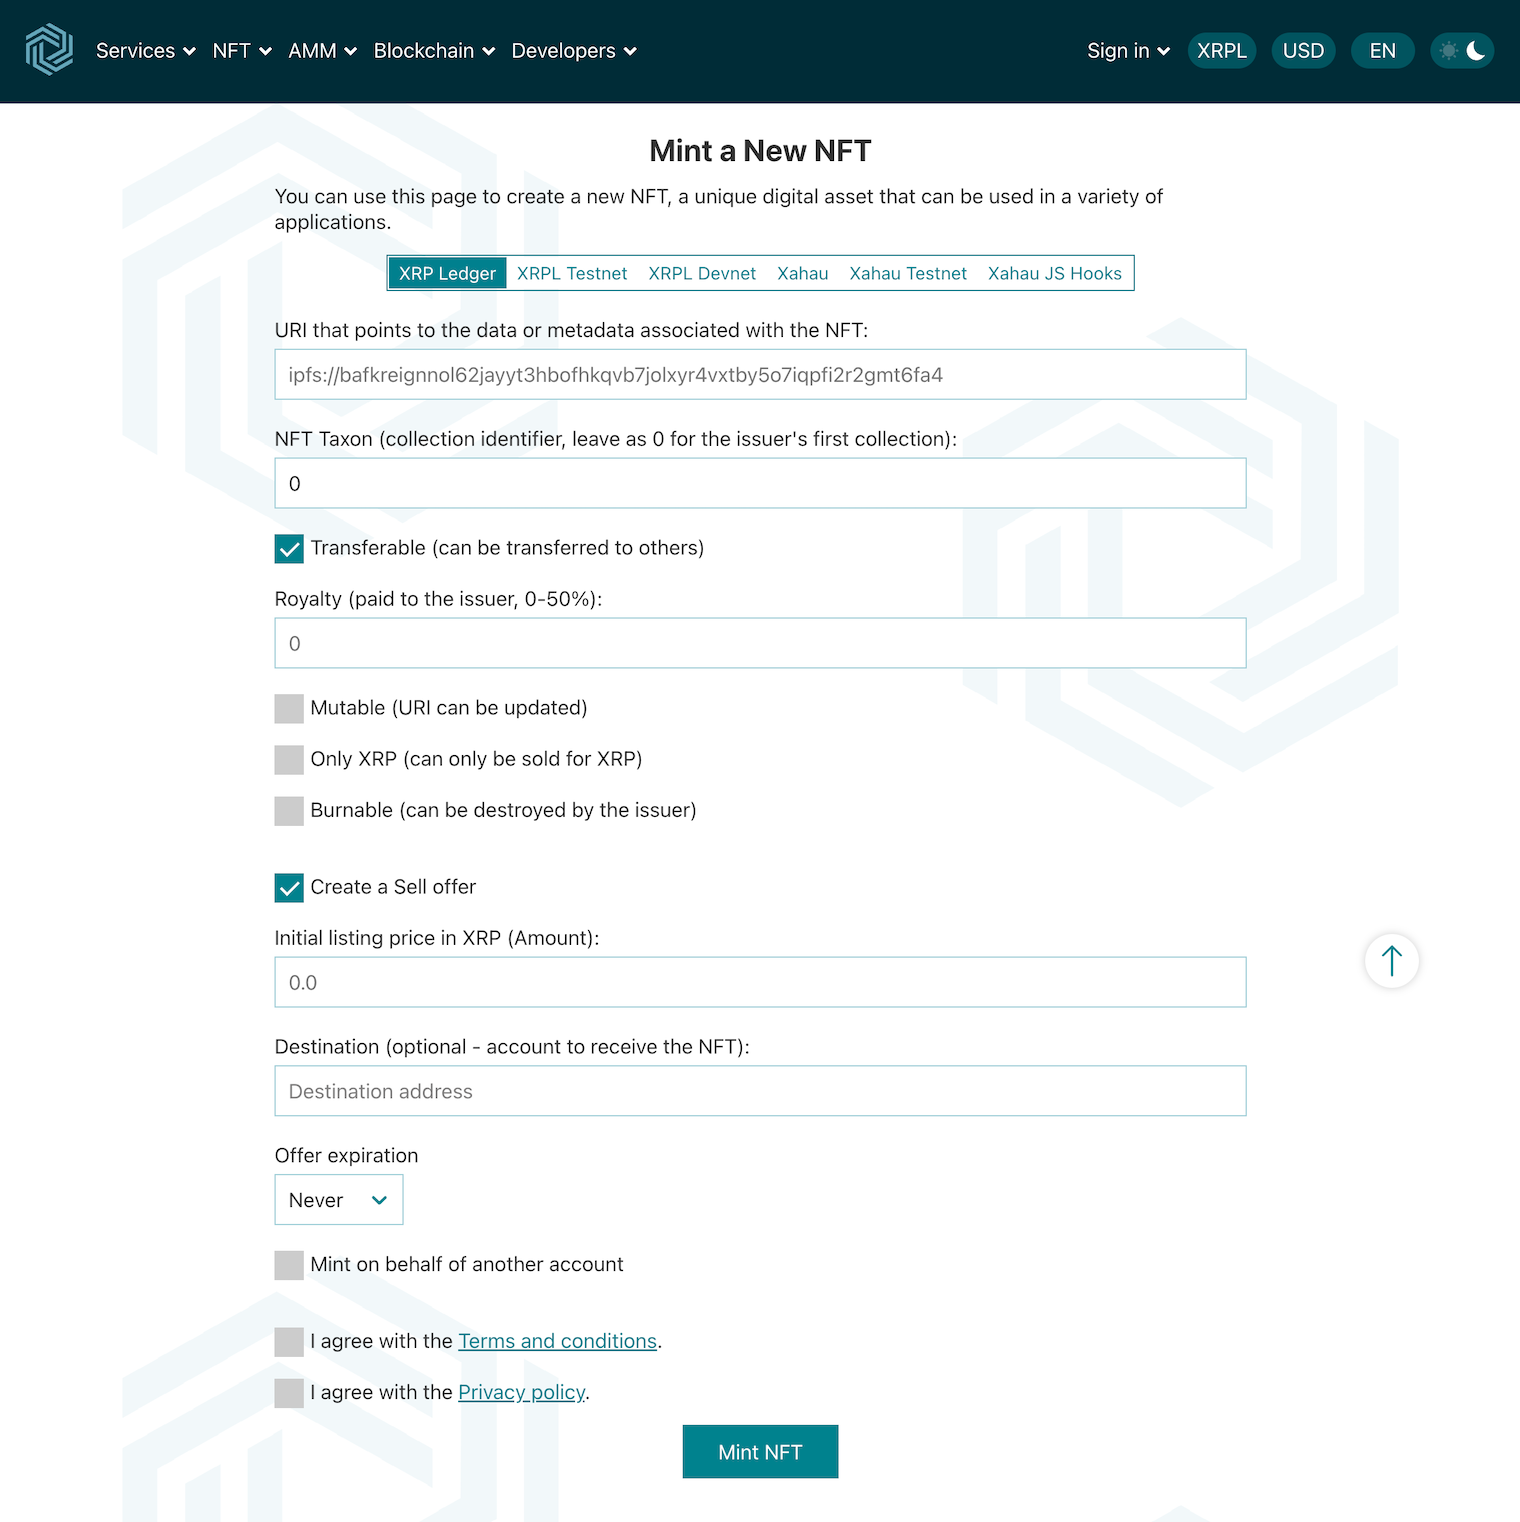 Services NFT AMM Blockchain Developers Sign in XRPL USD EN
Mint a New NFT
You can use this page to create a new NFT, a unique digital asset that can be used in a variety of
applications.
XRP Ledger XRPL Testnet XRPL Devnet Xahau Xahau Testnet Xahau JS Hooks
URI that points to the data or metadata associated with the NFT:
ipfs://bafkreignnol62jayyt3hbofhkqvb7jolxyr4vxtby5o7iqpfi2r2gmt6fa4
NFT Taxon (collection identifier, leave as 0 for the issuer's first collection):
0
Transferable (can be transferred to others)
Royalty (paid to the issuer, 0-50%):
0
Mutable (URI can be updated)
Only XRP (can only be sold for XRP)
Burnable (can be destroyed by the issuer)
Create a Sell offer
Initial listing price in XRP (Amount):
0.0
Destination (optional - account to receive the NFT):
Destination address
Offer expiration
Never
Mint on behalf of another account
I agree with the Terms and conditions.
I agree with the Privacy policy.
Mint NFT